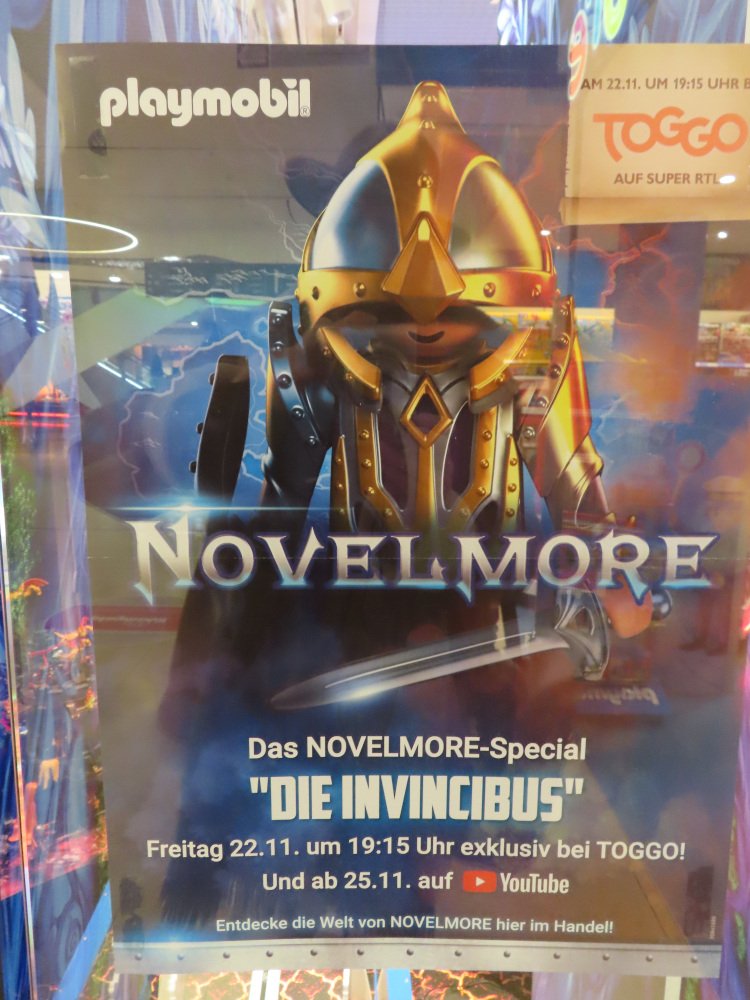 playmobil
AM 22.11. UM 19:15 UHR
TOGGO
AUF SUPER RTL
NOVELMORE
Das NOVELMORE-Special
"DIE INVINCIBUS"
Freitag 22.11. um 19:15 Uhr exklusiv bei TOGGO!
Und ab 25.11. auf YouTube
Entdecke die Welt von NOVELMORE hier im Handel!